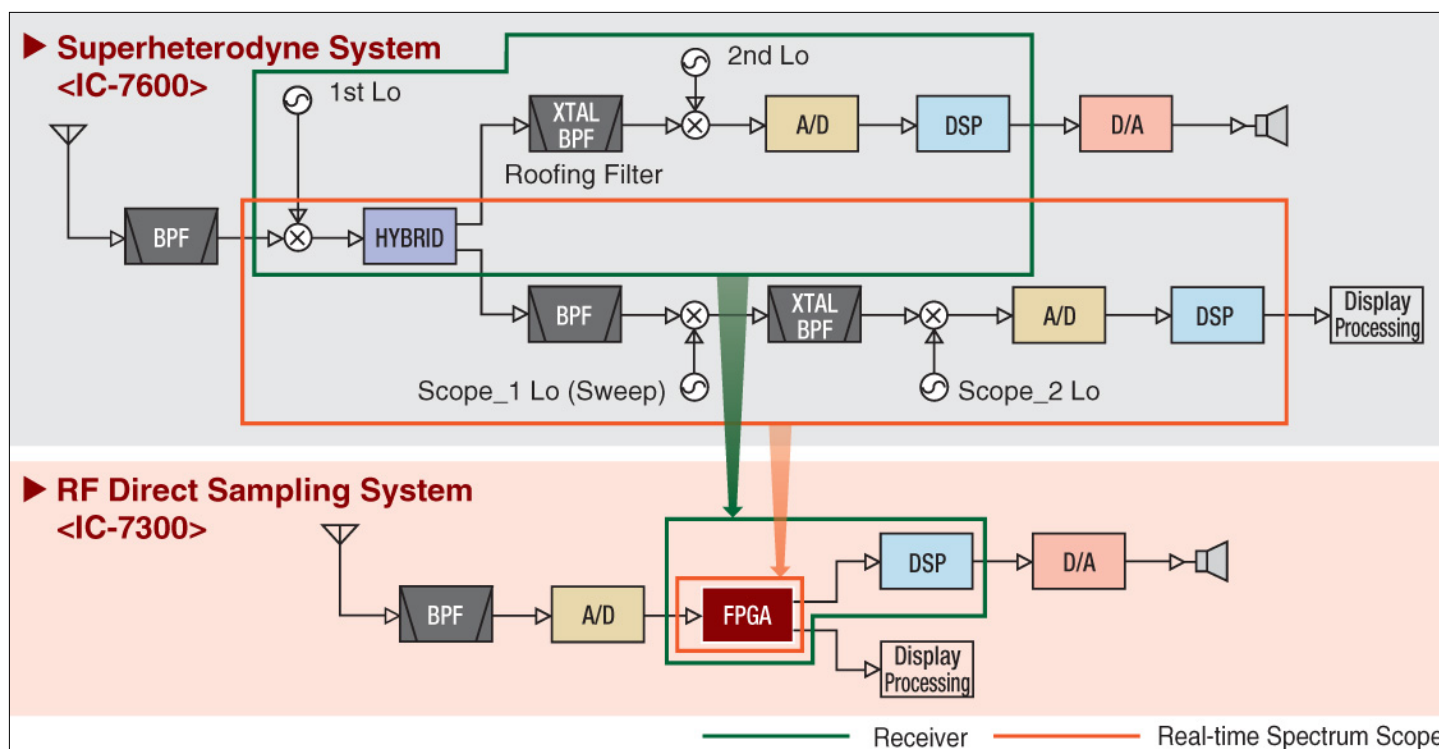 ▶ Superheterodyne System
<IC-7600>
1st Lo
2nd Lo
XTAL
BPF
A/D
DSP
D/A
Roofing Filter
BPF
HYBRID
BPF
XTAL
BPF
A/D
DSP
Display
Processing
Scope_1 Lo (Sweep)
Scope_2 Lo
▶ RF Direct Sampling System
<IC-7300>
BPF
A/D
FPGA
DSP
D/A
Display
Processing
Receiver
Real-time Spectrum Scope